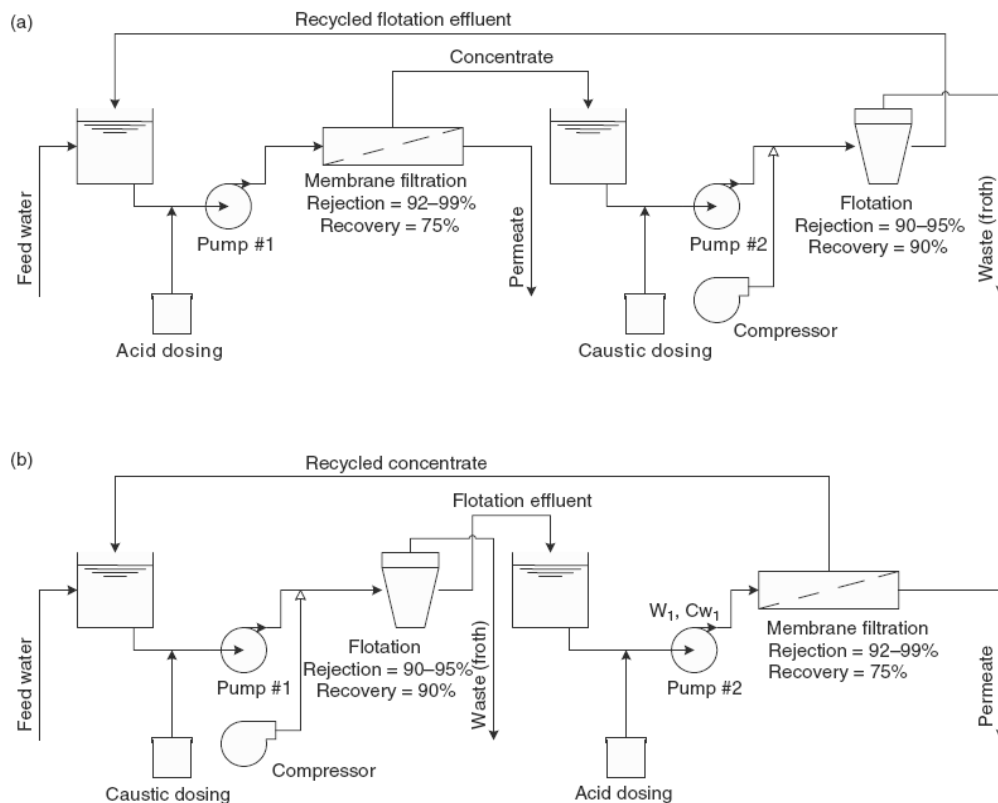 (a)
Recycled flotation effluent
Concentrate
Feed water
Pump #1
Acid dosing
Membrane filtration
Rejection = 92–99%
Recovery = 75%
Permeate
Pump #2
Caustic dosing
Compressor
Flotation
Rejection = 90–95%
Recovery = 90%
Waste (froth)
(b)
Recycled concentrate
Flotation effluent
Feed water
Pump #1
Caustic dosing
Compressor
Flotation
Rejection = 90–95%
Recovery = 90%
Waste (froth)
W₁, Cw₁
Pump #2
Acid dosing
Membrane filtration
Rejection = 92–99%
Recovery = 75%
Permeate